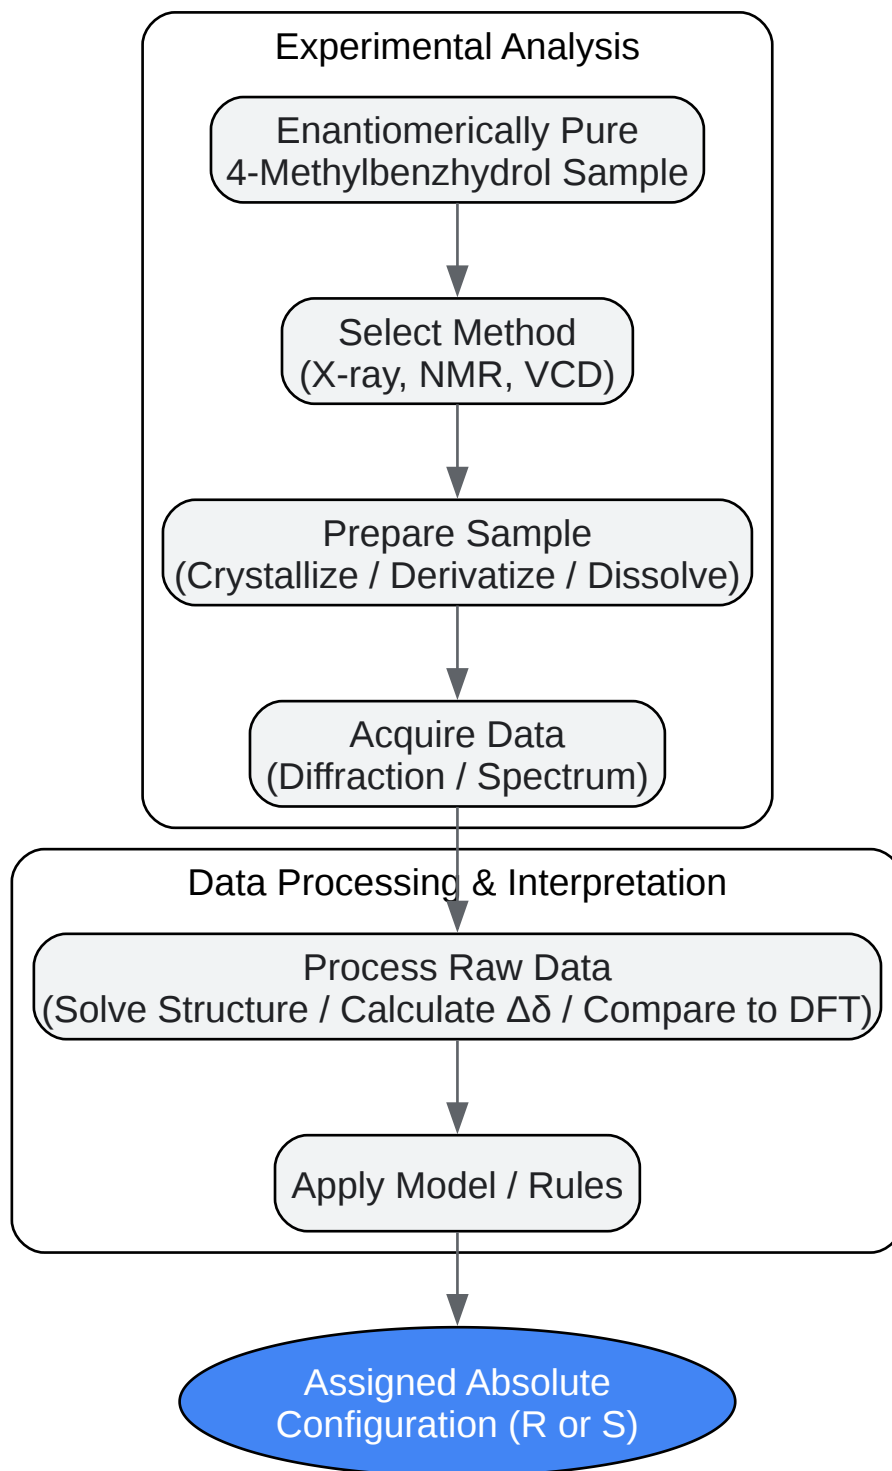 Experimental Analysis
Enantiomerically Pure
4-Methylbenzhydrol Sample
Select Method
(X-ray, NMR, VCD)
Prepare Sample
(Crystallize / Derivatize / Dissolve)
Acquire Data
(Diffraction / Spectrum)
Data Processing & Interpretation
Process Raw Data
(Solve Structure / Calculate Δδ / Compare to DFT)
Apply Model / Rules
Assigned Absolute
Configuration (R or S)